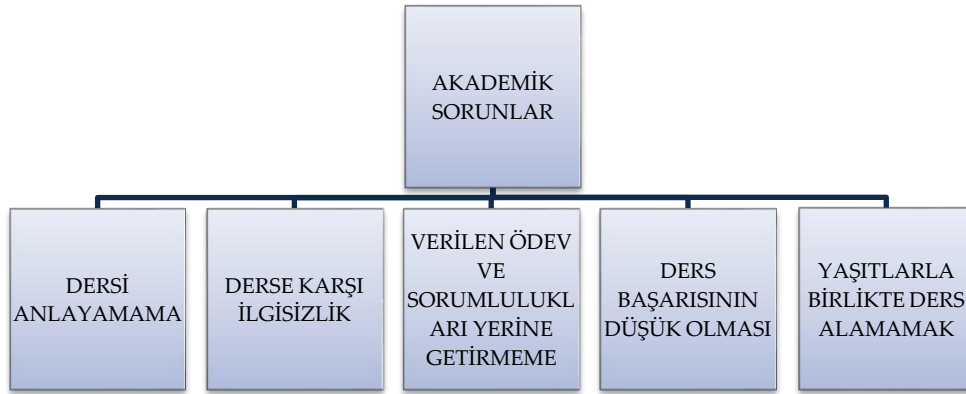 AKADEMİK
SORUNLAR
DERSİ
ANLAYAMAMA
DERSE KARŞI
İLGİSİZLİK
VERİLEN ÖDEV
VE
SORUMLULUKL
ARI YERİNE
GETİRMEME
DERS
BAŞARISININ
DÜŞÜK OLMASI
YAŞITLARLA
BİRLİKTE DERS
ALAMAMAK